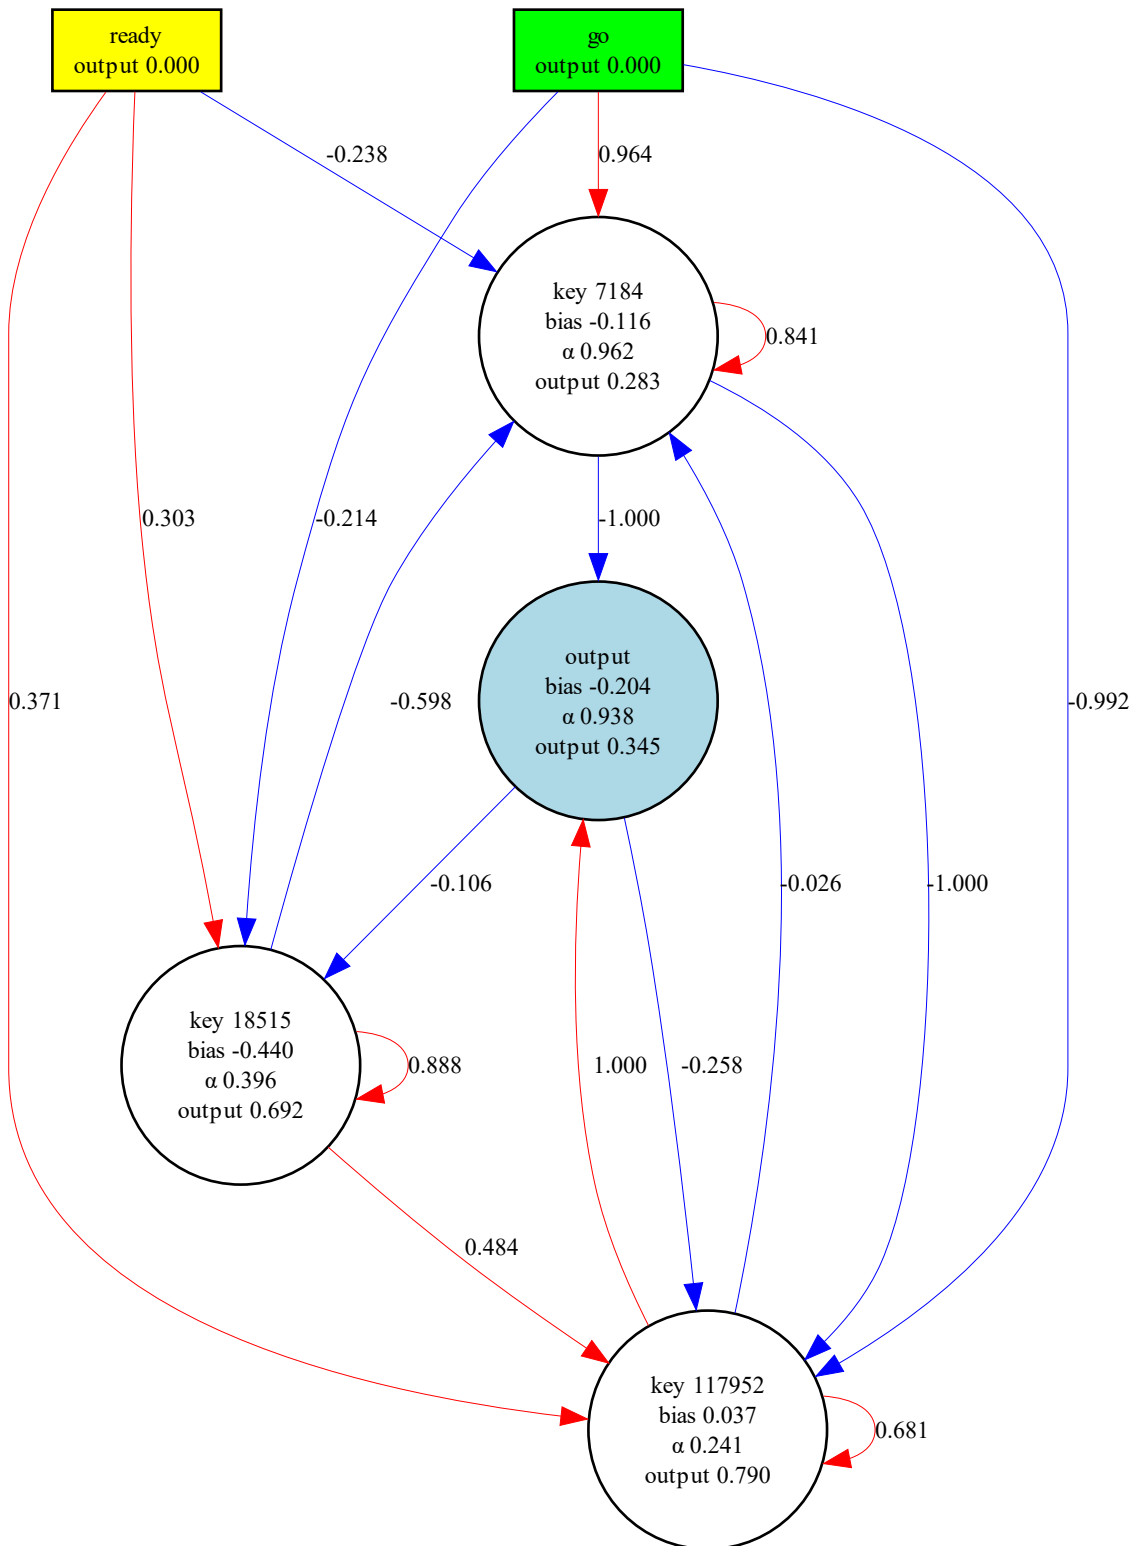 ready
output 0.000
go
output 0.000
-0.238
0.964
key 7184
bias -0.116
α 0.962
output 0.283
0.841
0.303
-0.214
-1.000
0.371
-0.598
output
bias -0.204
α 0.938
output 0.345
-0.992
-0.106
-0.026
-1.000
key 18515
bias -0.440
α 0.396
output 0.692
0.888
1.000
-0.258
0.484
key 117952
bias 0.037
α 0.241
output 0.790
0.681